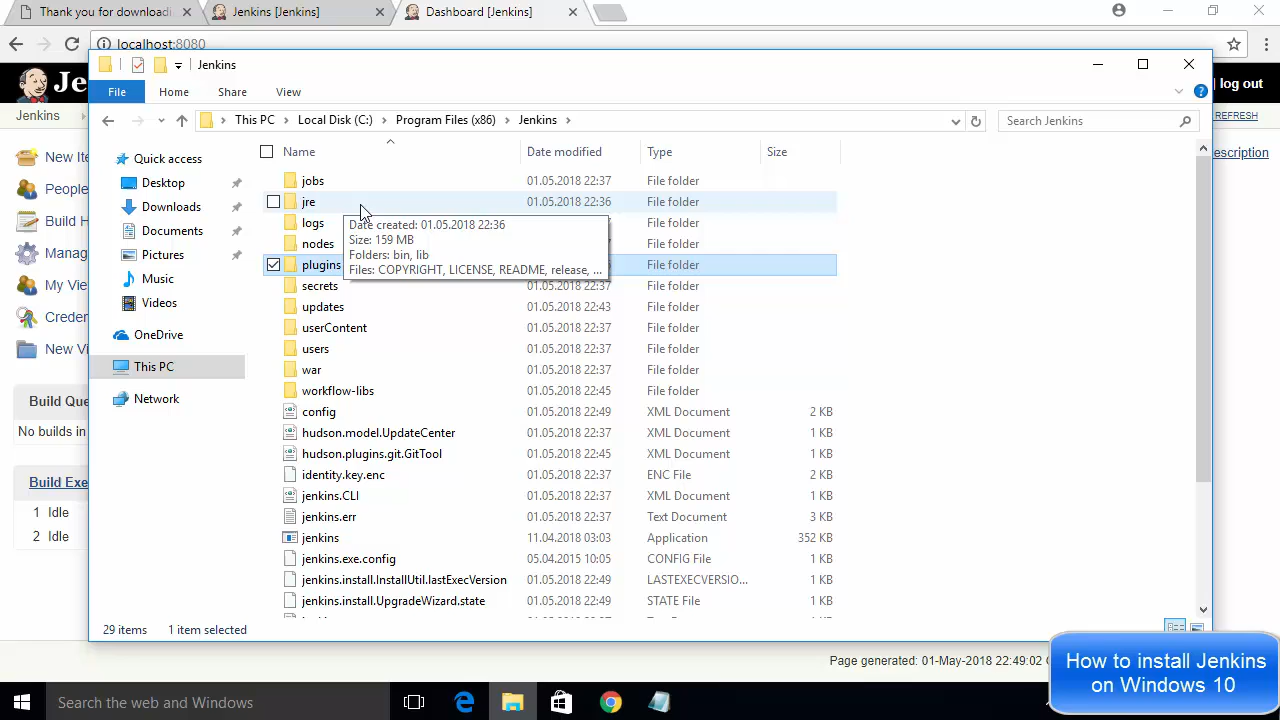 Thank you for downloadi
Jenkins [Jenkins]
Dashboard [Jenkins]
localhost:8080
Je
log out
Jenkins
REFRESH
New Ite
People
Build H
Manag
My Vie
Creden
New Vi
escription
Build Que
No builds in
Build Exe
1 Idle
2 Idle
Jenkins
File
Home
Share
View
This PC
Local Disk (C:)
Program Files (x86)
Jenkins
Search Jenkins
Quick access
Desktop
Downloads
Documents
Pictures
Music
Videos
OneDrive
This PC
Network
Name Date modified Type Size
jobs 01.05.2018 22:37 File folder
jre 01.05.2018 22:36 File folder
logs File folder
nodes File folder
plugins File folder
Date created: 01.05.2018 22:36
Size: 159 MB
Folders: bin, lib
Files: COPYRIGHT, LICENSE, README, release, ...
secrets 01.05.2018 22:37 File folder
updates 01.05.2018 22:43 File folder
userContent 01.05.2018 22:37 File folder
users 01.05.2018 22:37 File folder
war 01.05.2018 22:37 File folder
workflow-libs 01.05.2018 22:45 File folder
config 01.05.2018 22:49 XML Document 2 KB
hudson.model.UpdateCenter 01.05.2018 22:37 XML Document 1 KB
hudson.plugins.git.GitTool 01.05.2018 22:45 XML Document 1 KB
identity.key.enc 01.05.2018 22:37 ENC File 2 KB
jenkins.CLI 01.05.2018 22:37 XML Document 1 KB
jenkins.err 01.05.2018 22:37 Text Document 3 KB
jenkins 11.04.2018 03:03 Application 352 KB
jenkins.exe.config 05.04.2015 10:05 CONFIG File 1 KB
jenkins.install.InstallUtil.lastExecVersion 01.05.2018 22:49 LASTEXECVERSIO... 1 KB
jenkins.install.UpgradeWizard.state 01.05.2018 22:49 STATE File 1 KB
29 items 1 item selected
Page generated: 01-May-2018 22:49:02
How to install Jenkins
on Windows 10
Search the web and Windows